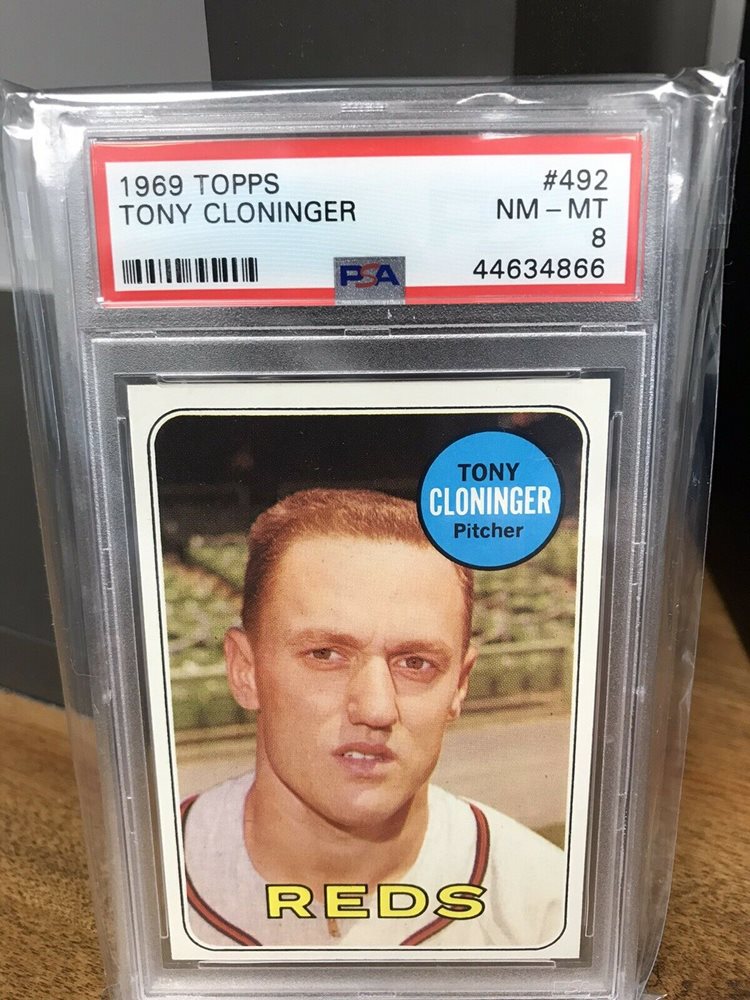 1969 TOPPS #492
TONY CLONINGER NM-MT
8
PSA 44634866
TONY
CLONINGER
Pitcher
REDS